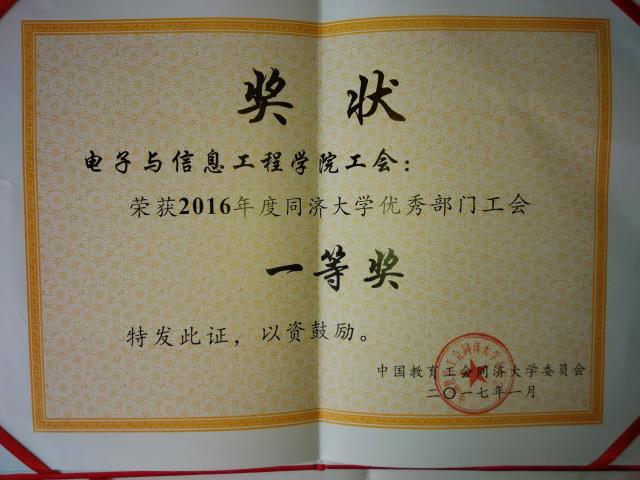 奖状
电子与信息工程学院工会：
荣获2016年度同济大学优秀部门工会
一等奖
特发此证，以资鼓励。
中国教育工会同济大学委员会
二〇一七年一月